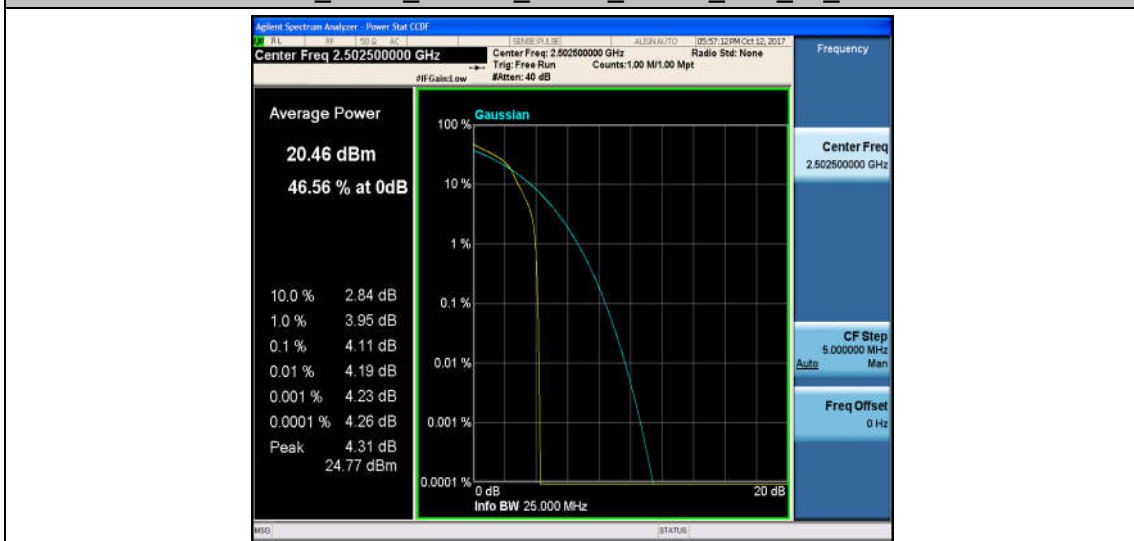 Agilent Spectrum Analyzer - Power Stat CCDF
RL RF 50 Ω AC SENSE:PULSE ALIGN AUTO 05:57:12 PM Oct 12, 2017
Center Freq 2.502500000 GHz
Center Freq: 2.502500000 GHz Radio Std: None
Trig: Free Run Counts:1.00 M/1.00 Mpt
#IFGain:Low #Atten: 40 dB
Frequency
Average Power
20.46 dBm
46.56 % at 0dB
10.0 % 2.84 dB
1.0 % 3.95 dB
0.1 % 4.11 dB
0.01 % 4.19 dB
0.001 % 4.23 dB
0.0001 % 4.26 dB
Peak 4.31 dB
24.77 dBm
Gaussian
100 %
10 %
1 %
0.1 %
0.01 %
0.001 %
0.0001 %
0 dB 20 dB
Info BW 25.000 MHz
Center Freq
2.502500000 GHz
CF Step
5.000000 MHz
Auto Man
Freq Offset
0 Hz
MSG STATUS